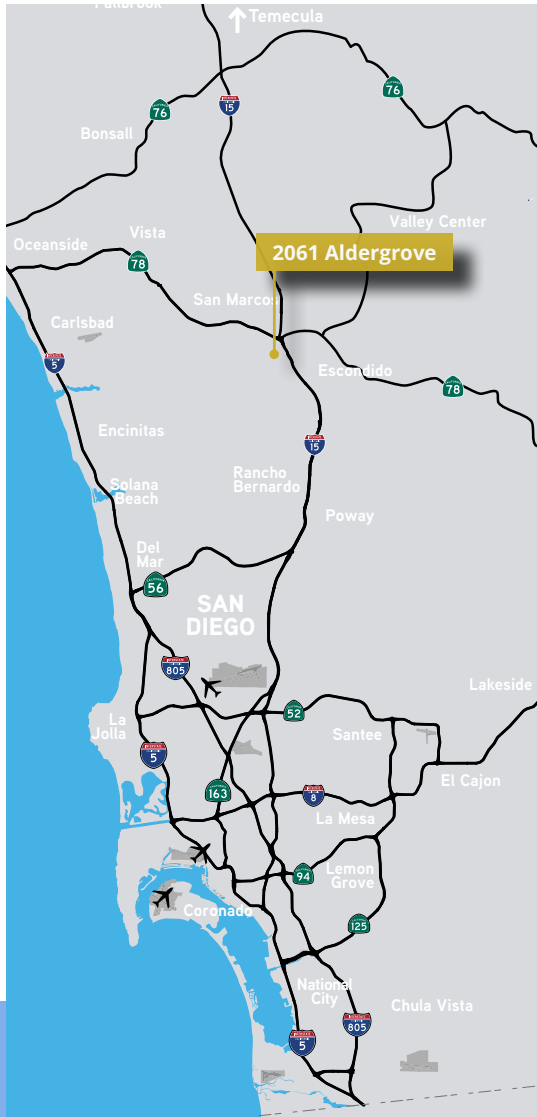 Fallbrook
Temecula
76
15
76
Bonsall
Valley Center
Vista
Oceanside
2061 Aldergrove
78
San Marcos
Carlsbad
5
Escondido
78
Encinitas
15
Rancho
Bernardo
Solana
Beach
Poway
Del
Mar
56
SAN
DIEGO
805
Lakeside
52
La
Jolla
Santee
5
El Cajon
163
8
La Mesa
94
Lemon
Grove
Coronado
125
National
City
Chula Vista
805
5